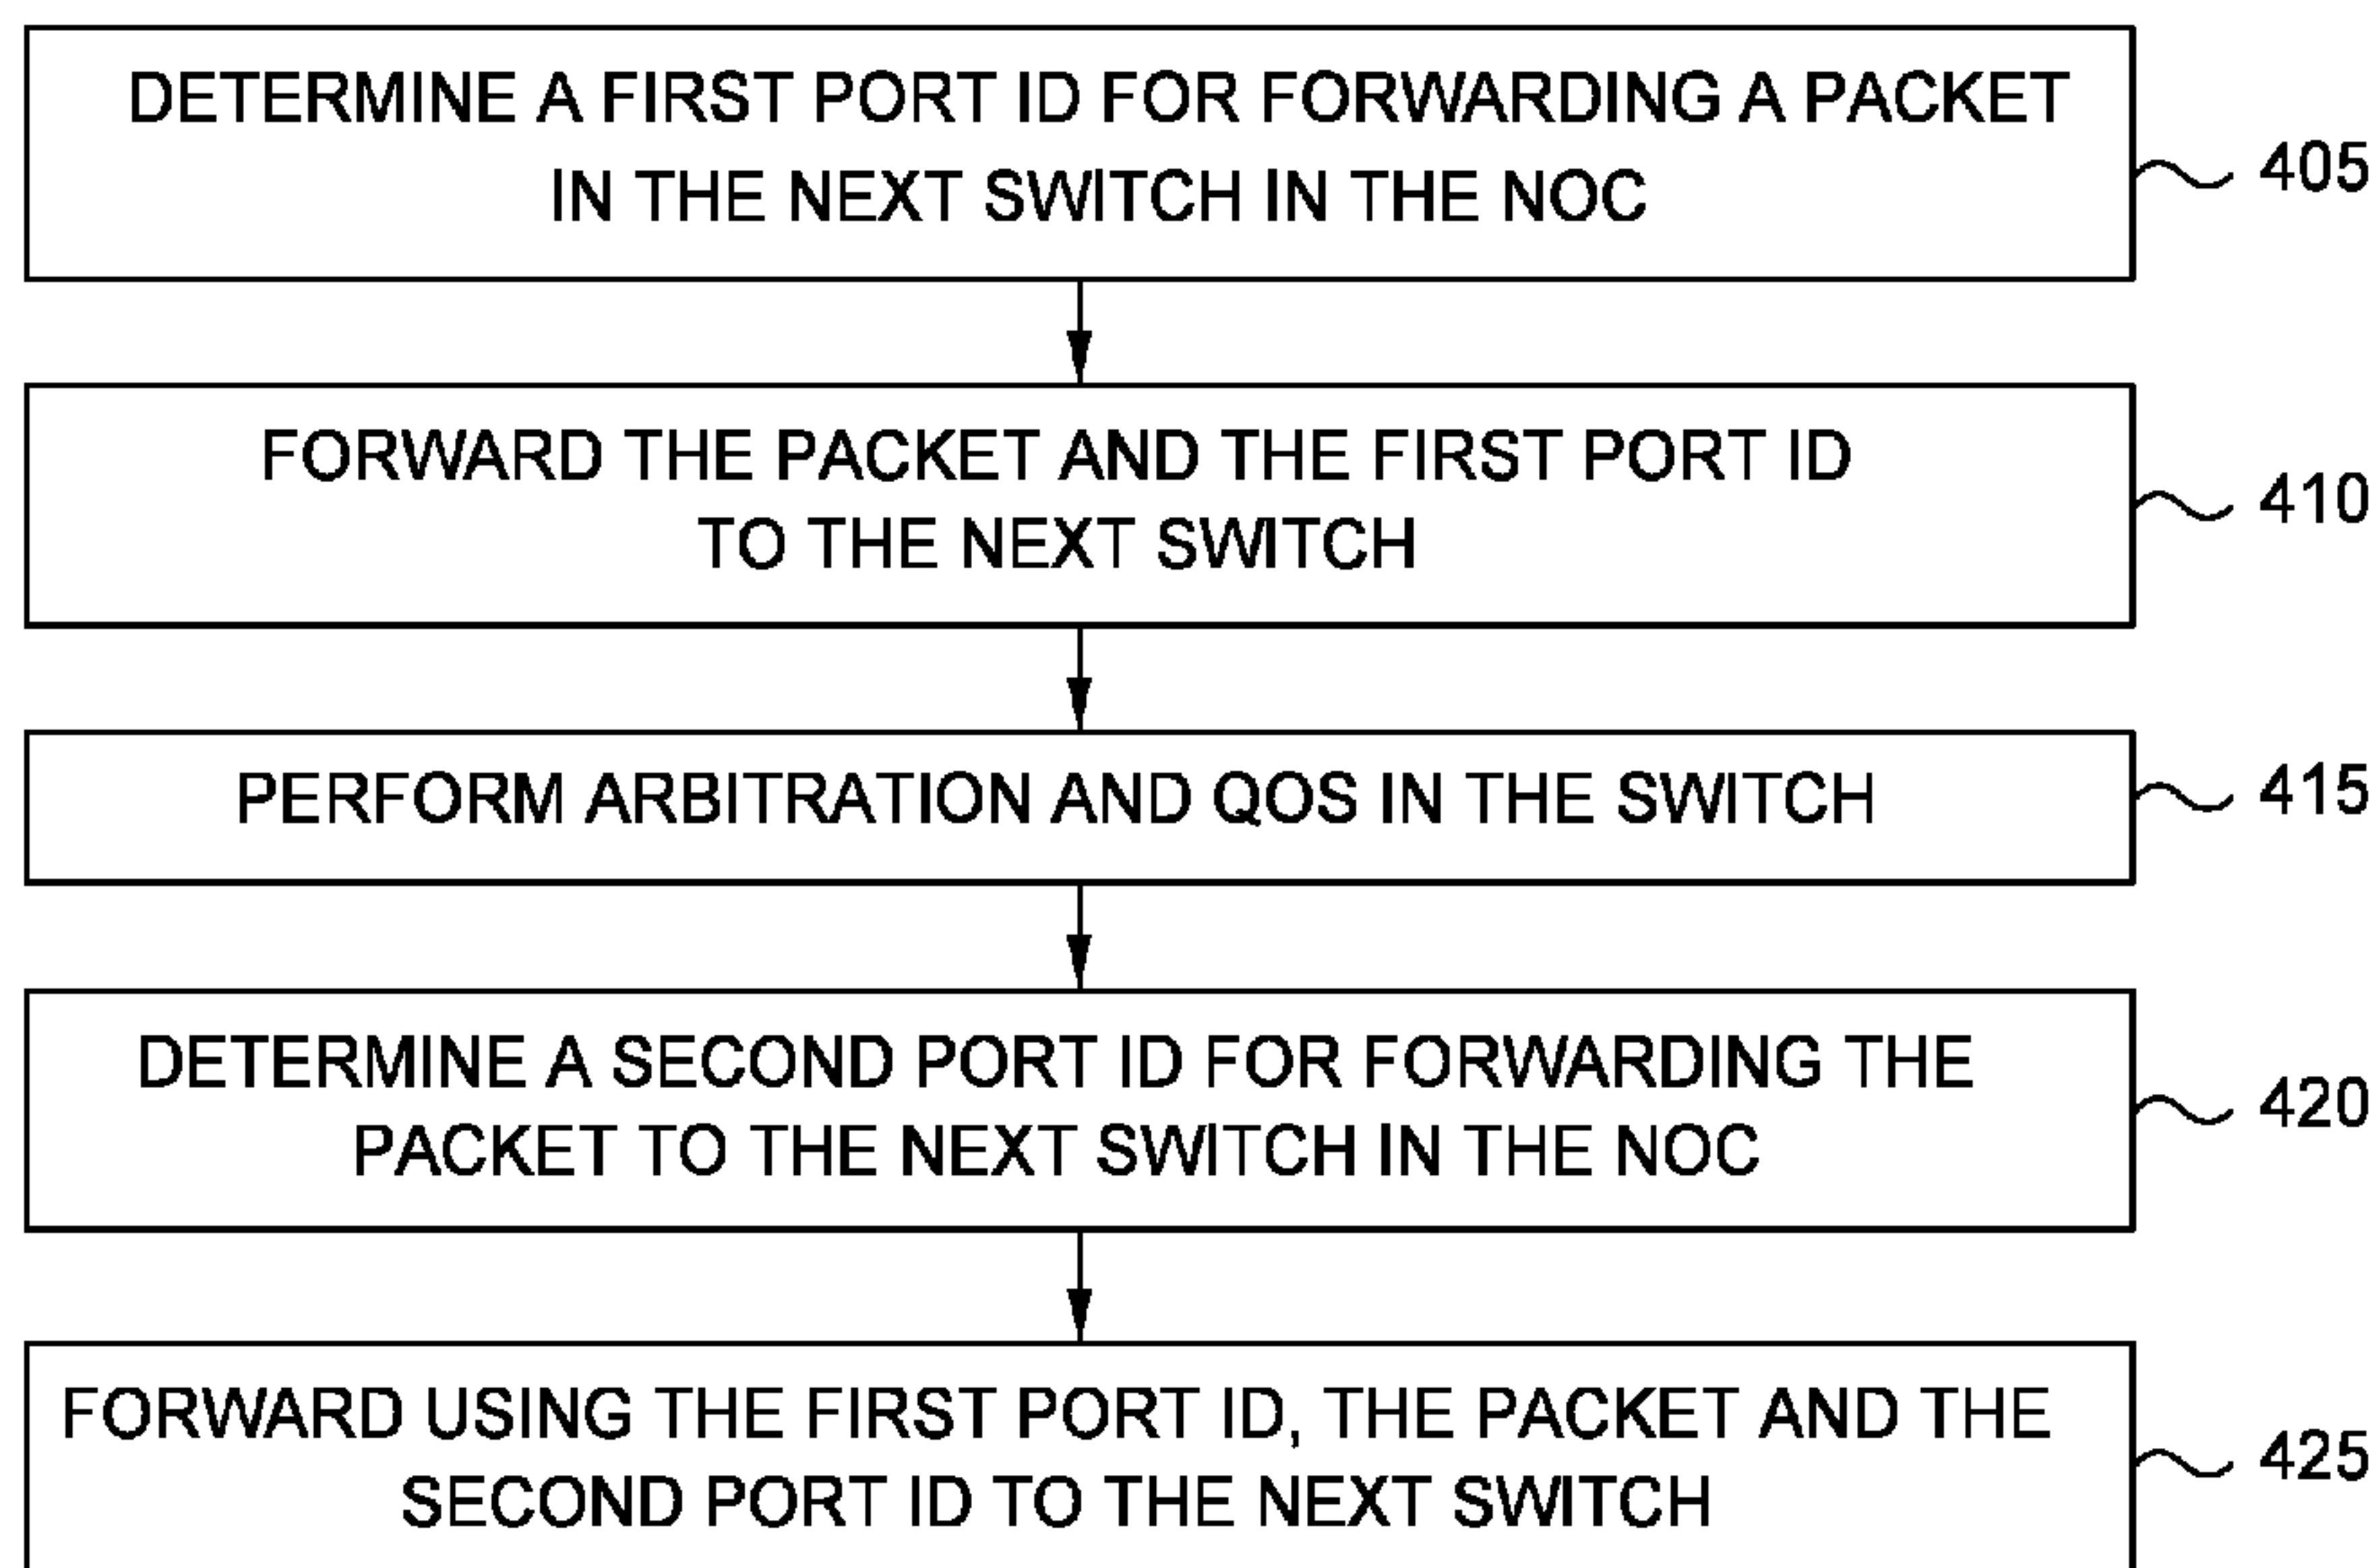 DETERMINE A FIRST PORT ID FOR FORWARDING A PACKET
IN THE NEXT SWITCH IN THE NOC
405
FORWARD THE PACKET AND THE FIRST PORT ID
TO THE NEXT SWITCH
410
PERFORM ARBITRATION AND QOS IN THE SWITCH
415
DETERMINE A SECOND PORT ID FOR FORWARDING THE
PACKET TO THE NEXT SWITCH IN THE NOC
420
FORWARD USING THE FIRST PORT ID, THE PACKET AND THE
SECOND PORT ID TO THE NEXT SWITCH
425